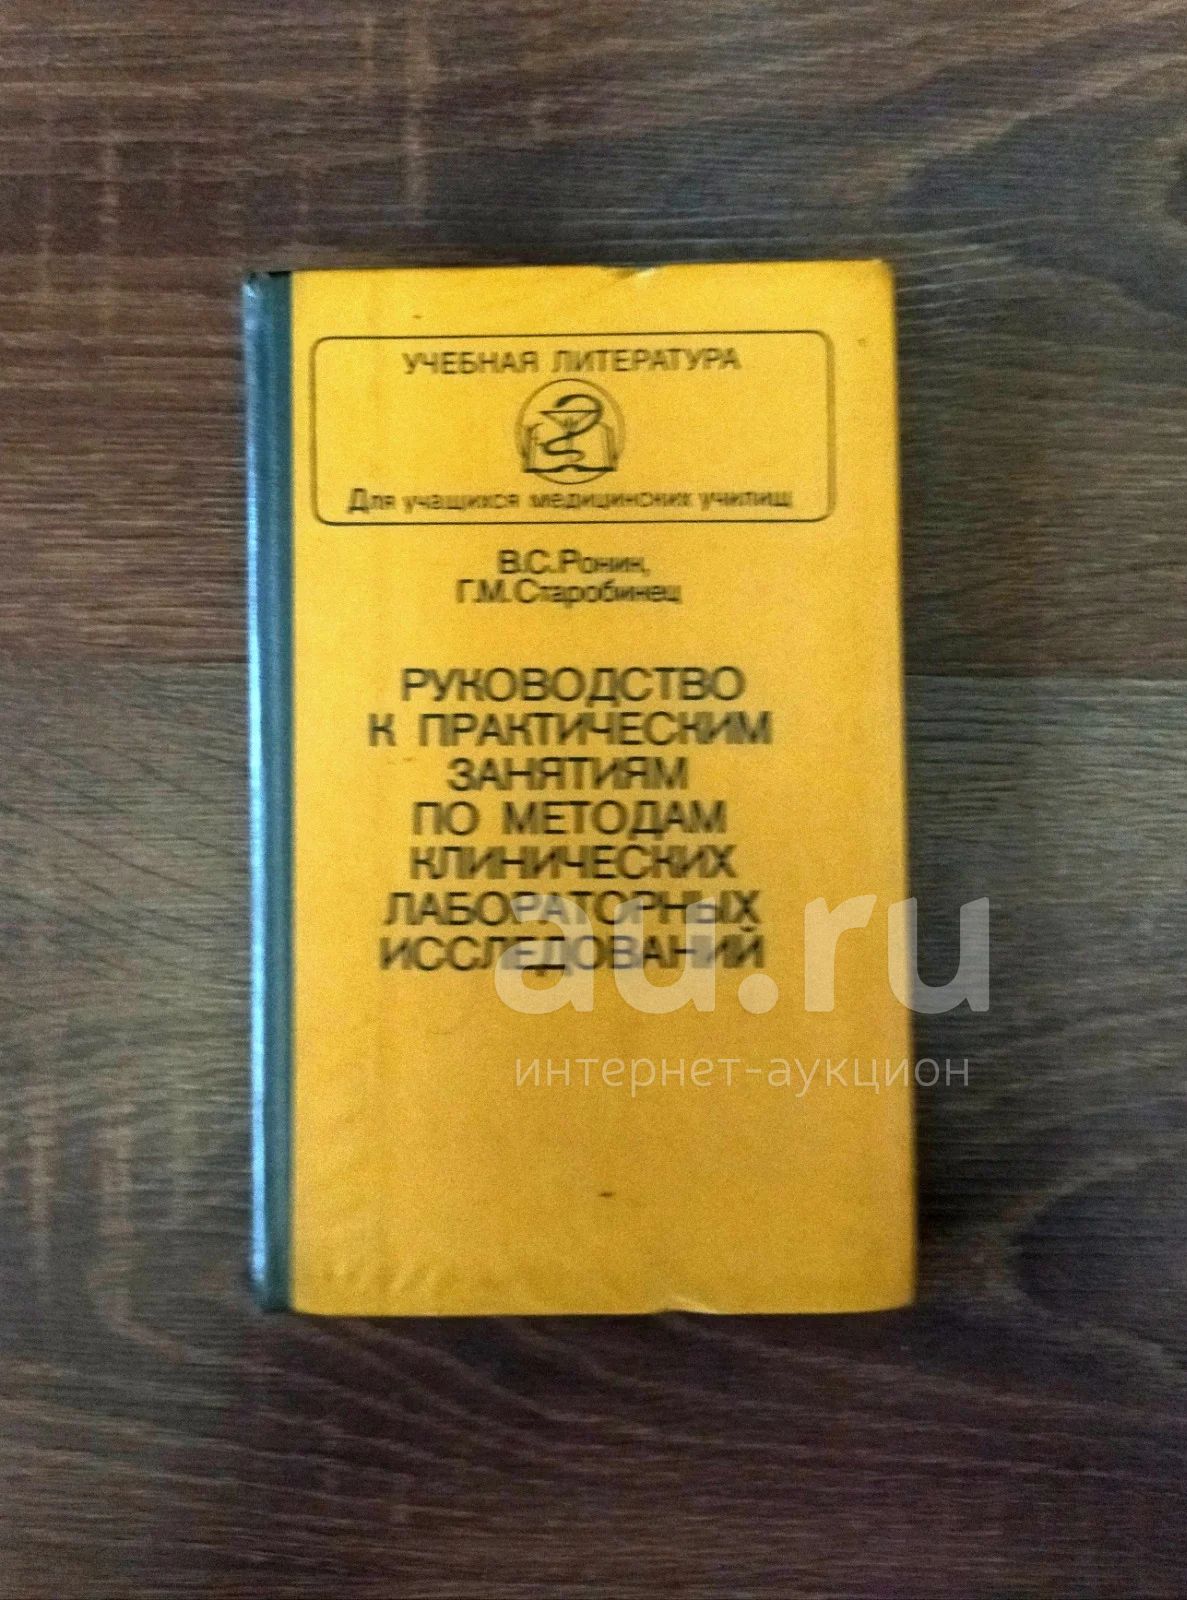 УЧЕБНАЯ ЛИТЕРАТУРА
Для учащихся медицинских училищ
В.С.Ронин,
Г.М.Старобинец
РУКОВОДСТВО
К ПРАКТИЧЕСКИМ
ЗАНЯТИЯМ
ПО МЕТОДАМ
КЛИНИЧЕСКИХ
ЛАБОРАТОРНЫХ
ИССЛЕДОВАНИЙ
au.ru
интернет-аукцион